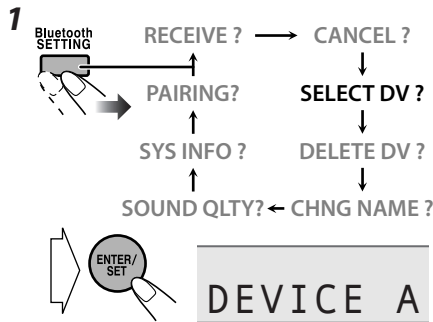 1
Bluetooth
SETTING
RECEIVE ? → CANCEL ?
PAIRING? SELECT DV ?
SYS INFO ? DELETE DV ?
SOUND QLTY? ← CHNG NAME ?
ENTER/
SET
DEVICE A